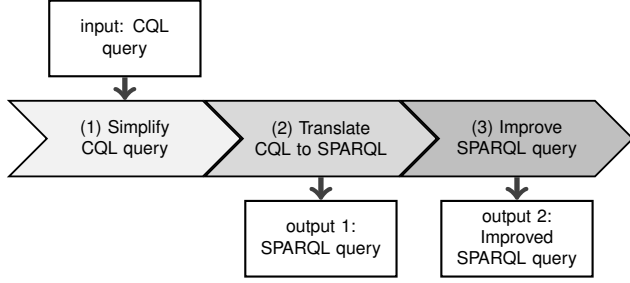 input: CQL
query
(1) Simplify
CQL query
(2) Translate
CQL to SPARQL
(3) Improve
SPARQL query
output 1:
SPARQL query
output 2:
Improved
SPARQL query